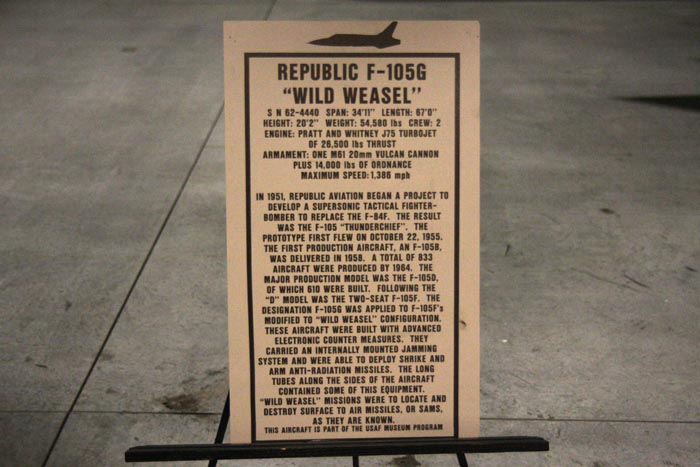 REPUBLIC F-105G
"WILD WEASEL"
S N 62-4440 SPAN: 34'11" LENGTH: 67'0"
HEIGHT: 20'2" WEIGHT: 54,580 lbs CREW: 2
ENGINE: PRATT AND WHITNEY J75 TURBOJET
OF 26,500 lbs THRUST
ARMAMENT: ONE M61 20mm VULCAN CANNON
PLUS 14,000 lbs OF ORDNANCE
MAXIMUM SPEED: 1,386 mph
IN 1951, REPUBLIC AVIATION BEGAN A PROJECT TO
DEVELOP A SUPERSONIC TACTICAL FIGHTER-
BOMBER TO REPLACE THE F-84F. THE RESULT
WAS THE F-105 "THUNDERCHIEF". THE
PROTOTYPE FIRST FLEW ON OCTOBER 22, 1955.
THE FIRST PRODUCTION AIRCRAFT, AN F-105B,
WAS DELIVERED IN 1958. A TOTAL OF 833
AIRCRAFT WERE PRODUCED BY 1964. THE
MAJOR PRODUCTION MODEL WAS THE F-105D,
OF WHICH 610 WERE BUILT. FOLLOWING THE
"D" MODEL WAS THE TWO-SEAT F-105F. THE
DESIGNATION F-105G WAS APPLIED TO F-105F's
MODIFIED TO "WILD WEASEL" CONFIGURATION.
THESE AIRCRAFT WERE BUILT WITH ADVANCED
ELECTRONIC COUNTER MEASURES. THEY
CARRIED AN INTERNALLY MOUNTED JAMMING
SYSTEM AND WERE ABLE TO DEPLOY SHRIKE AND
ARM ANTI-RADIATION MISSILES. THE LONG
TUBES ALONG THE SIDES OF THE AIRCRAFT
CONTAINED SOME OF THIS EQUIPMENT.
"WILD WEASEL" MISSIONS WERE TO LOCATE AND
DESTROY SURFACE TO AIR MISSILES, OR SAMS,
AS THEY ARE KNOWN.
THIS AIRCRAFT IS PART OF THE USAF MUSEUM PROGRAM